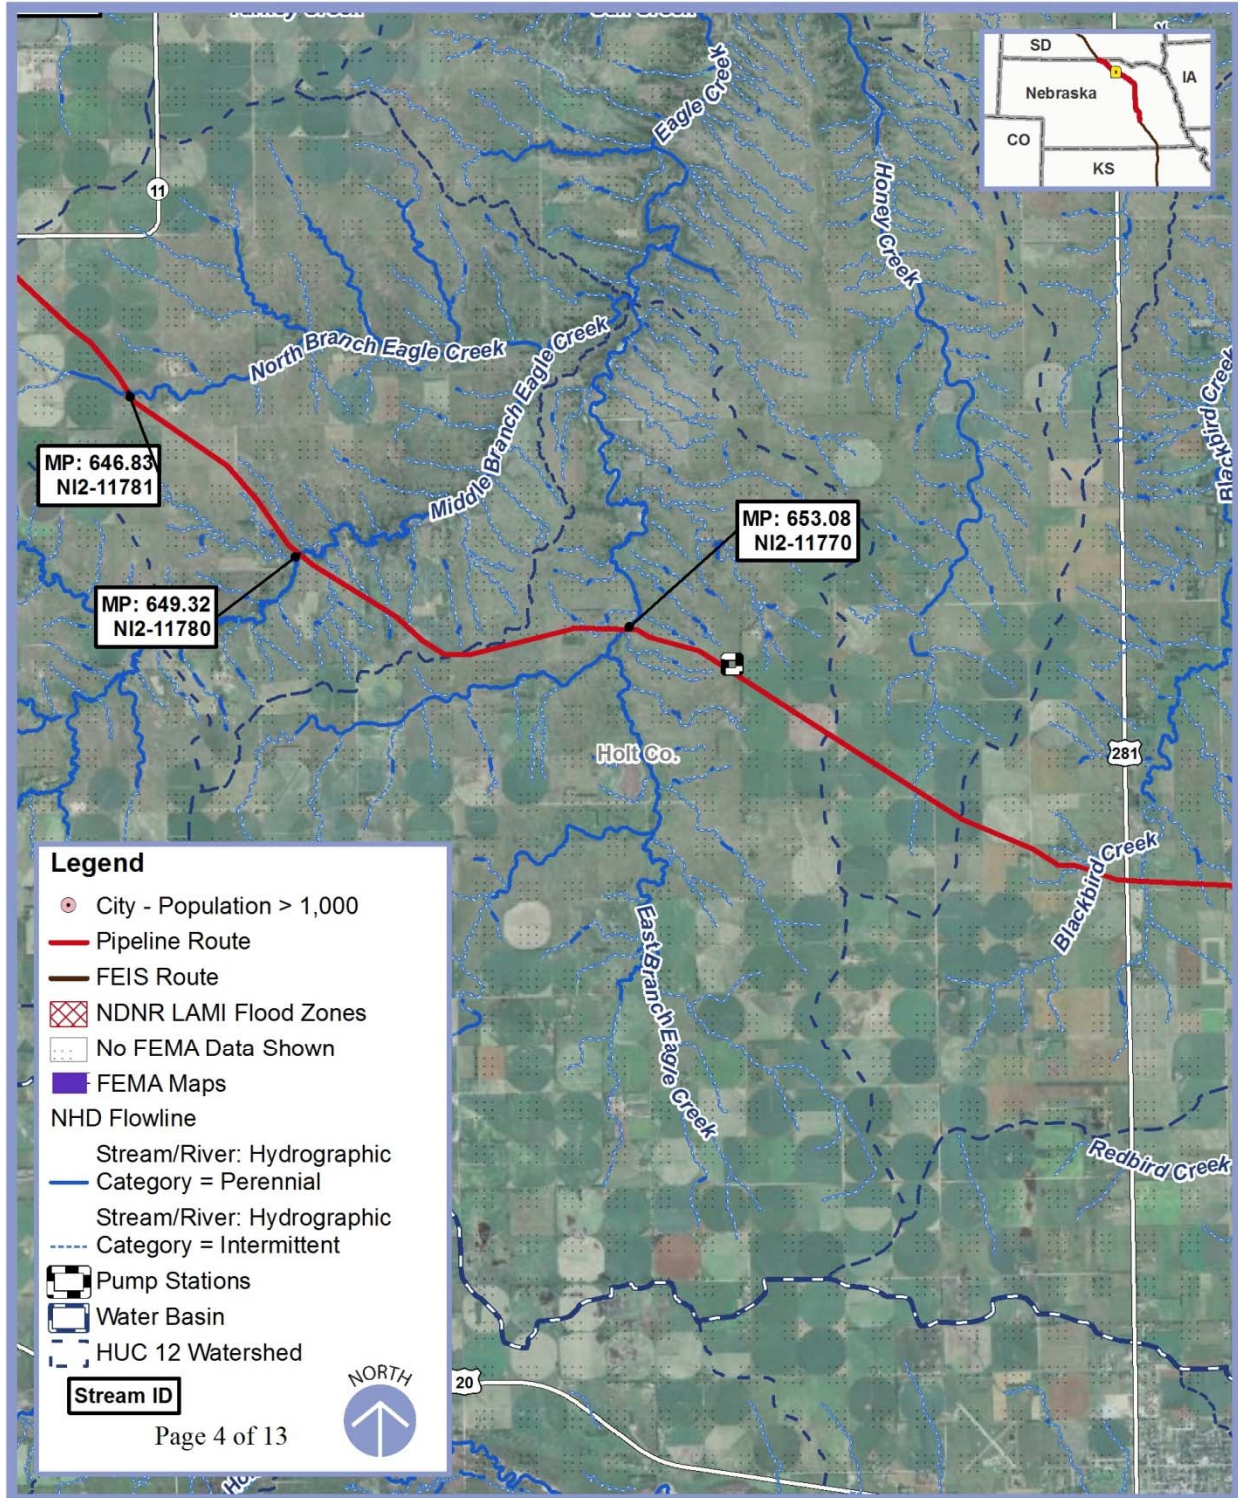 Eagle Creek
Honey Creek
SD
IA
Nebraska
CO
KS
11
North Branch Eagle Creek
Middle Branch Eagle Creek
Blackbird Creek
MP: 646.83
NI2-11781
MP: 653.08
NI2-11770
MP: 649.32
NI2-11780
Holt Co.
281
Blackbird Creek
East Branch Eagle Creek
Redbird Creek
20
Legend
City - Population > 1,000
Pipeline Route
FEIS Route
NDNR LAMI Flood Zones
No FEMA Data Shown
FEMA Maps
NHD Flowline
Stream/River: Hydrographic
Category = Perennial
Stream/River: Hydrographic
Category = Intermittent
Pump Stations
Water Basin
HUC 12 Watershed
Stream ID
NORTH
Page 4 of 13